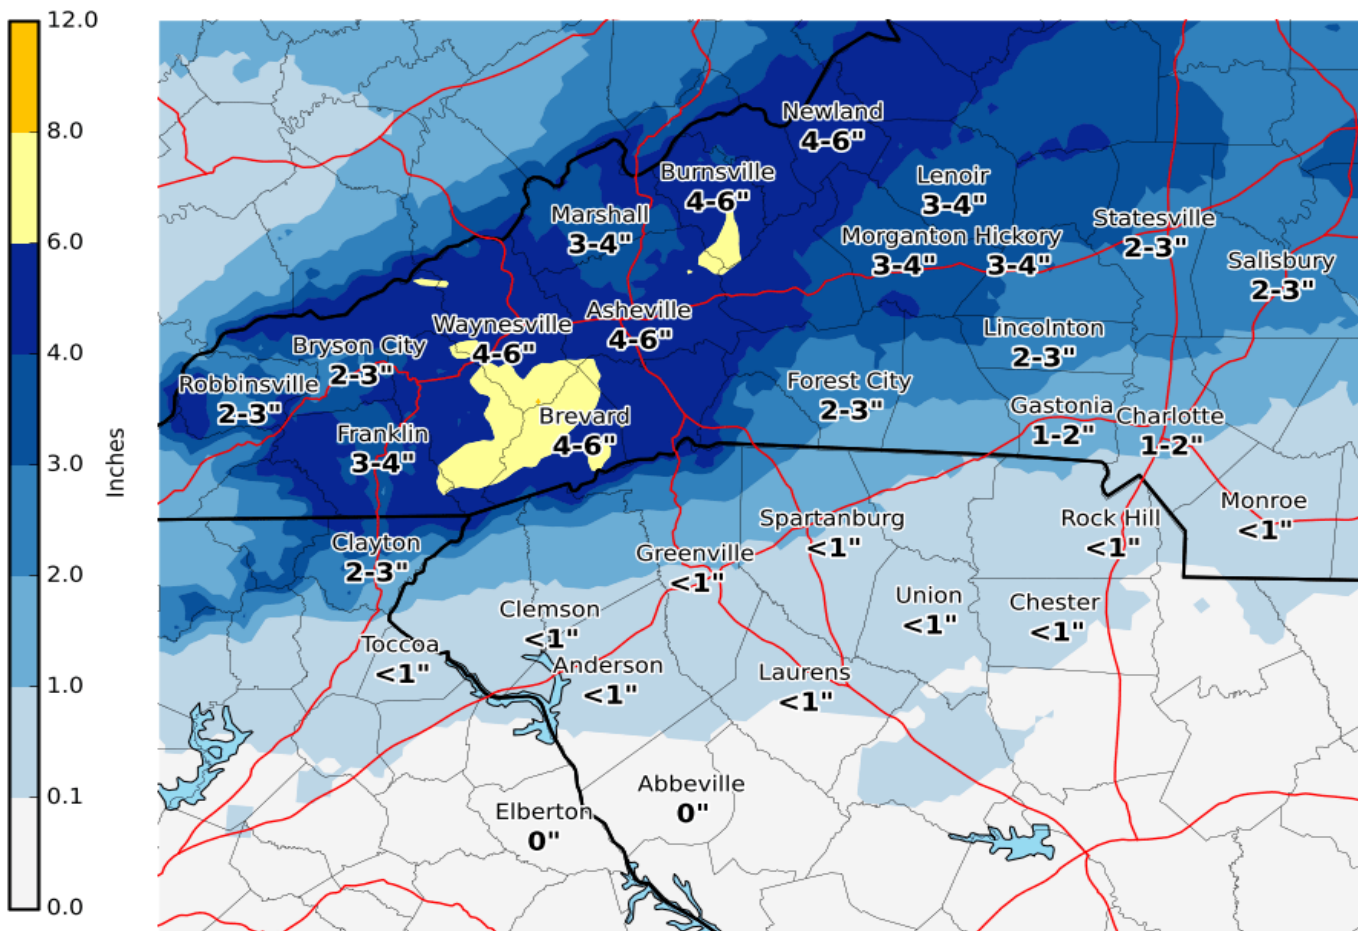 12.0
8.0
6.0
4.0
3.0
2.0
1.0
0.1
0.0
Inches
Newland
4-6"
Burnsville
4-6"
Lenoir
3-4"
Marshall
3-4"
Statesville
2-3"
Morganton
3-4"
Hickory
3-4"
Salisbury
2-3"
Asheville
4-6"
Waynesville
4-6"
Lincolnton
2-3"
Bryson City
2-3"
Robbinsville
2-3"
Forest City
2-3"
Brevard
4-6"
Gastonia
1-2"
Charlotte
1-2"
Franklin
3-4"
Monroe
<1"
Spartanburg
<1"
Rock Hill
<1"
Clayton
2-3"
Greenville
<1"
Union
<1"
Chester
<1"
Clemson
<1"
Toccoa
<1"
Anderson
<1"
Laurens
<1"
Abbeville
0"
Elberton
0"